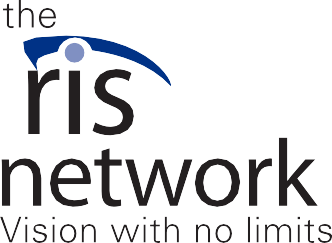 the
ris
network
Vision with no limits